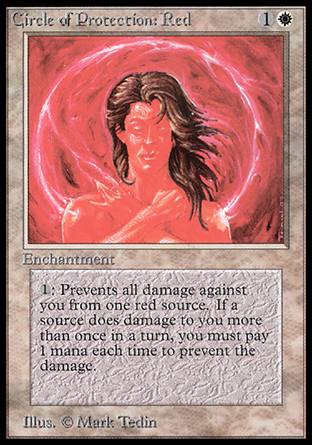 Circle of Protection: Red 1
Enchantment
1: Prevents all damage against
you from one red source. If a
source does damage to you more
than once in a turn, you must pay
1 mana each time to prevent the
damage.
Illus. © Mark Tedin